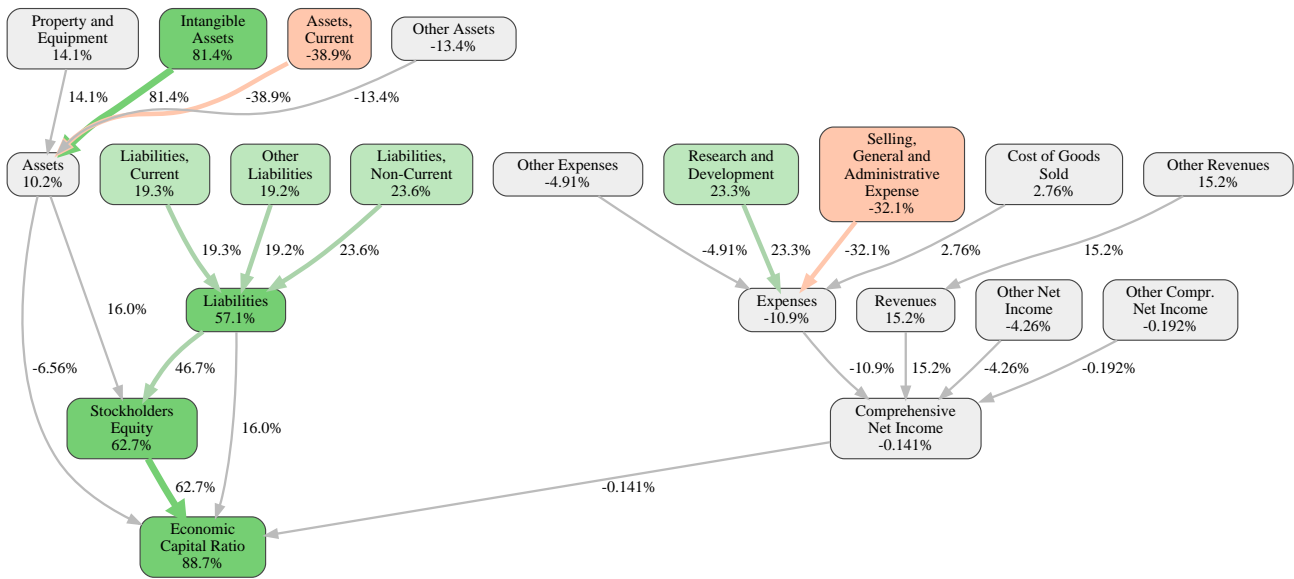 Property and
Equipment
14.1%
Intangible
Assets
81.4%
Assets,
Current
-38.9%
Other Assets
-13.4%
14.1%
81.4%
-38.9%
-13.4%
Assets
10.2%
Liabilities,
Current
19.3%
Other
Liabilities
19.2%
Liabilities,
Non-Current
23.6%
Other Expenses
-4.91%
Research and
Development
23.3%
Selling,
General and
Administrative
Expense
-32.1%
Cost of Goods
Sold
2.76%
Other Revenues
15.2%
19.3%
19.2%
23.6%
-4.91%
23.3%
-32.1%
2.76%
15.2%
Liabilities
57.1%
Expenses
-10.9%
Revenues
15.2%
Other Net
Income
-4.26%
Other Compr.
Net Income
-0.192%
-6.56%
16.0%
46.7%
-10.9%
15.2%
-4.26%
-0.192%
Stockholders
Equity
62.7%
16.0%
Comprehensive
Net Income
-0.141%
62.7%
-0.141%
Economic
Capital Ratio
88.7%